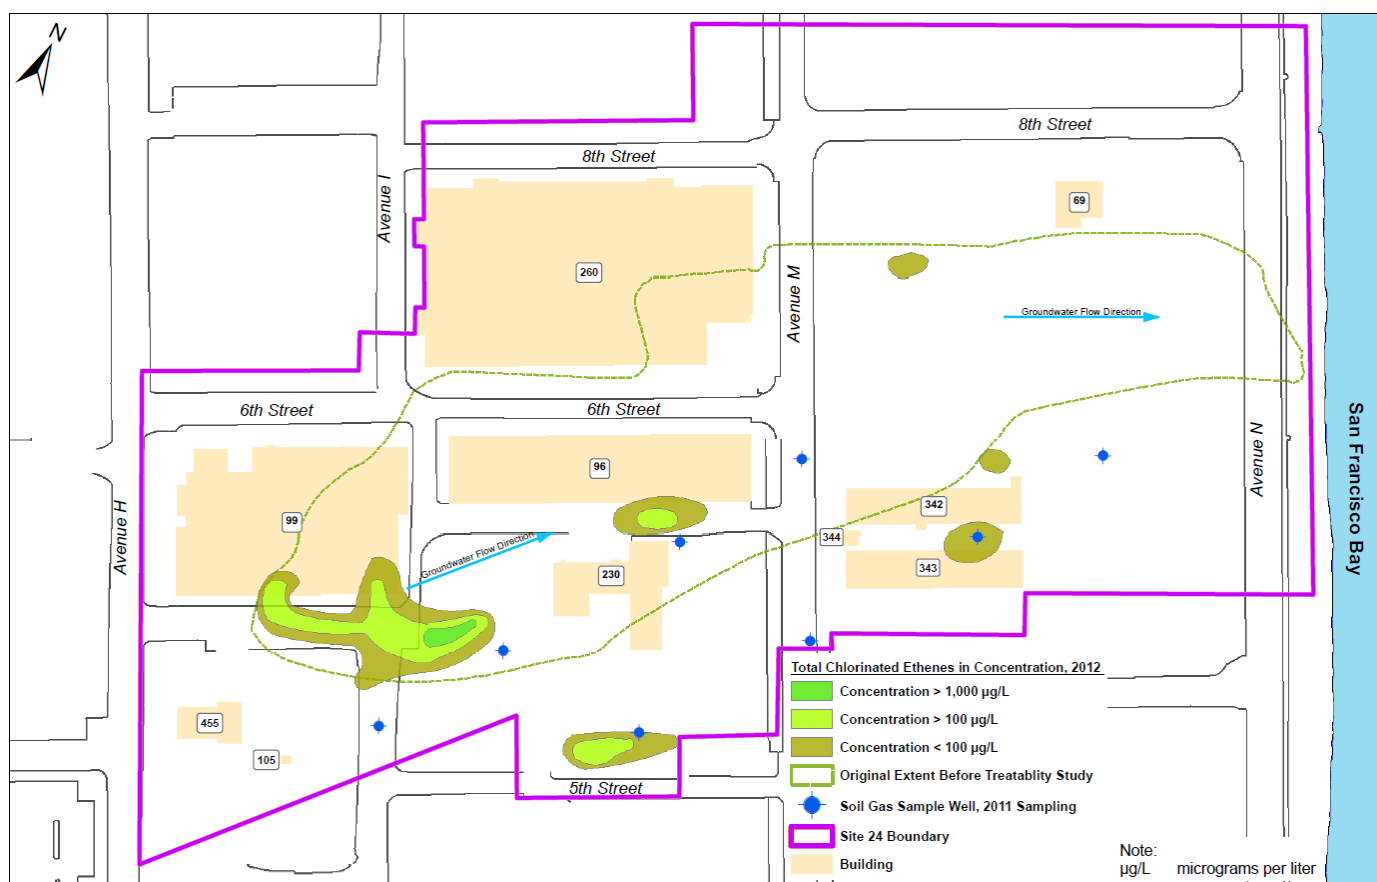 N
8th Street
8th Street
Avenue I
69
260
Groundwater Flow Direction
Avenue M
6th Street
6th Street
San Francisco Bay
Avenue N
96
99
342
Avenue H
344
Groundwater Flow Direction
343
230
Total Chlorinated Ethenes in Concentration, 2012
Concentration > 1,000 µg/L
455
Concentration > 100 µg/L
Concentration < 100 µg/L
105
Original Extent Before Treatablity Study
5th Street
Soil Gas Sample Well, 2011 Sampling
Site 24 Boundary
Building
Note:
µg/L micrograms per liter